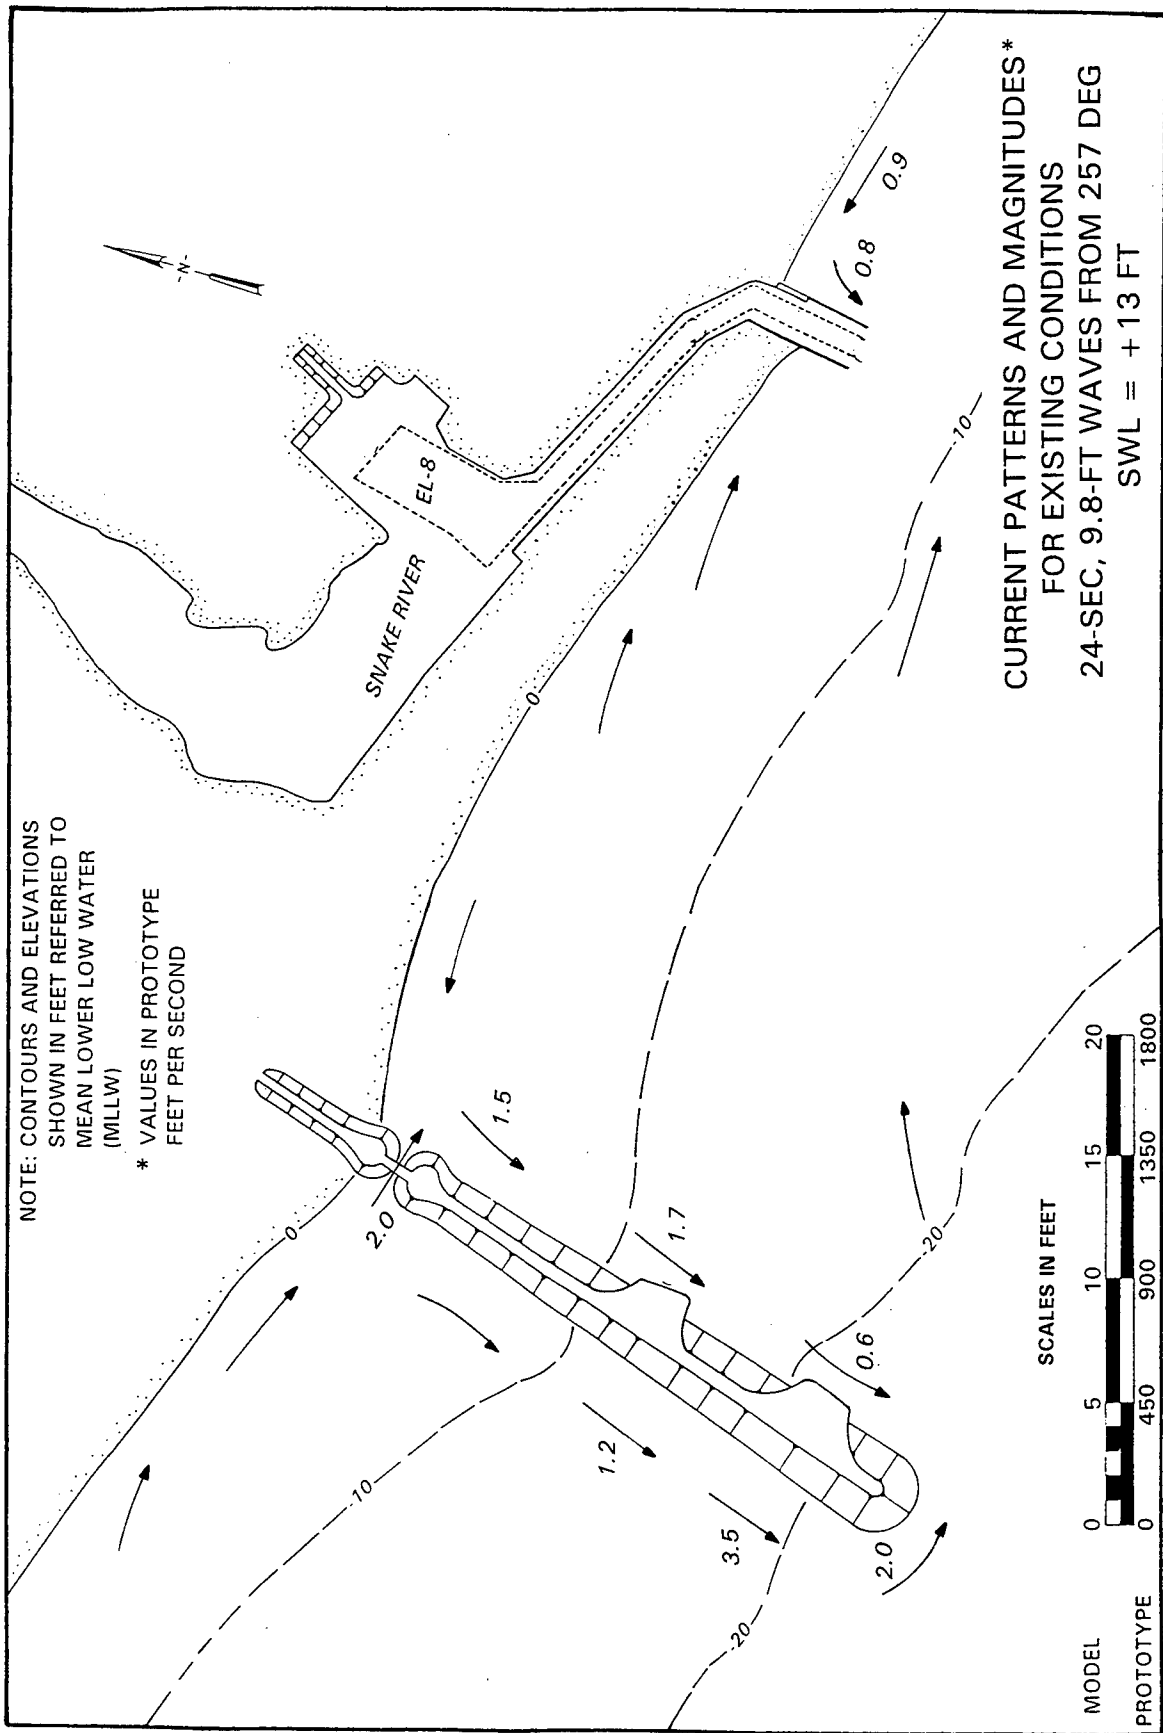 NOTE: CONTOURS AND ELEVATIONS
SHOWN IN FEET REFERRED TO
MEAN LOWER LOW WATER
(MLLW)
* VALUES IN PROTOTYPE
FEET PER SECOND
-N-
SNAKE RIVER
EL-8
0
0
2.0
1.5
1.7
0.6
1.2
3.5
2.0
0.8
0.9
-10
-10
-20
-20
SCALES IN FEET
MODEL 0 5 10 15 20
PROTOTYPE 0 450 900 1350 1800
CURRENT PATTERNS AND MAGNITUDES*
FOR EXISTING CONDITIONS
24-SEC, 9.8-FT WAVES FROM 257 DEG
SWL = +13 FT